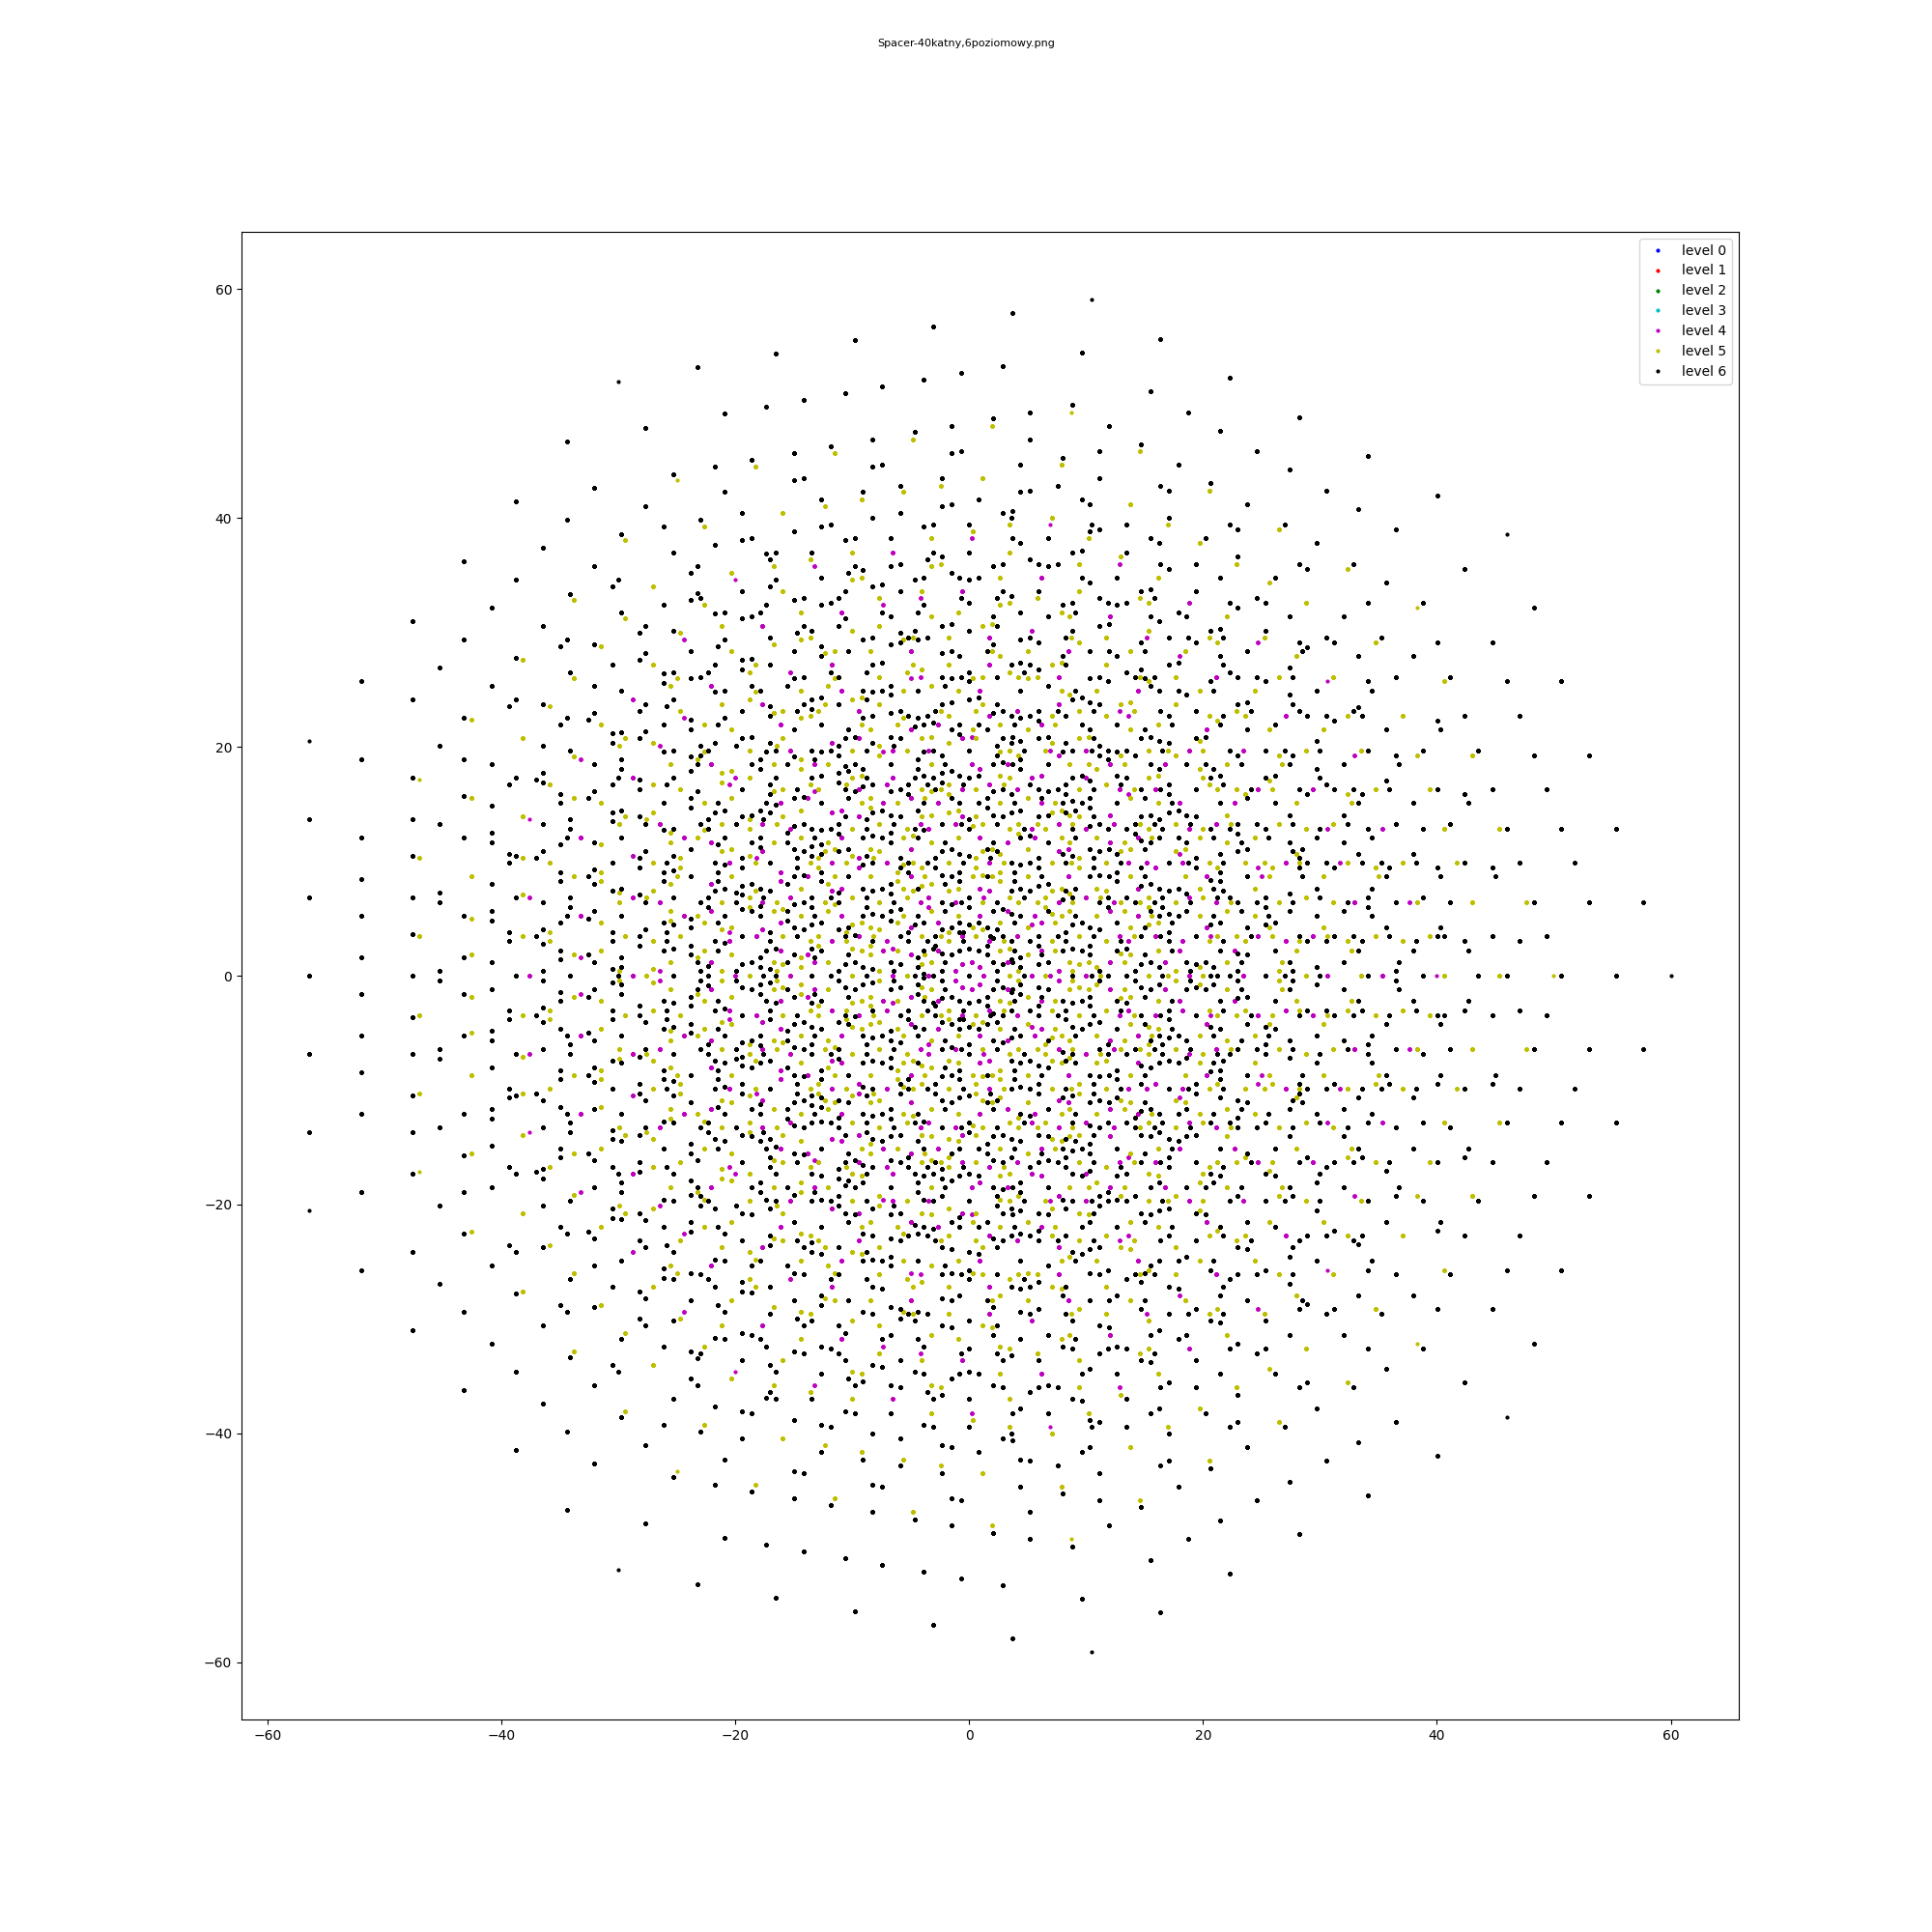 Spacer-40katny,6poziomowy.png
level 0
level 1
level 2
level 3
level 4
level 5
level 6
60
40
20
0
−20
−40
−60
−60 −40 −20 0 20 40 60